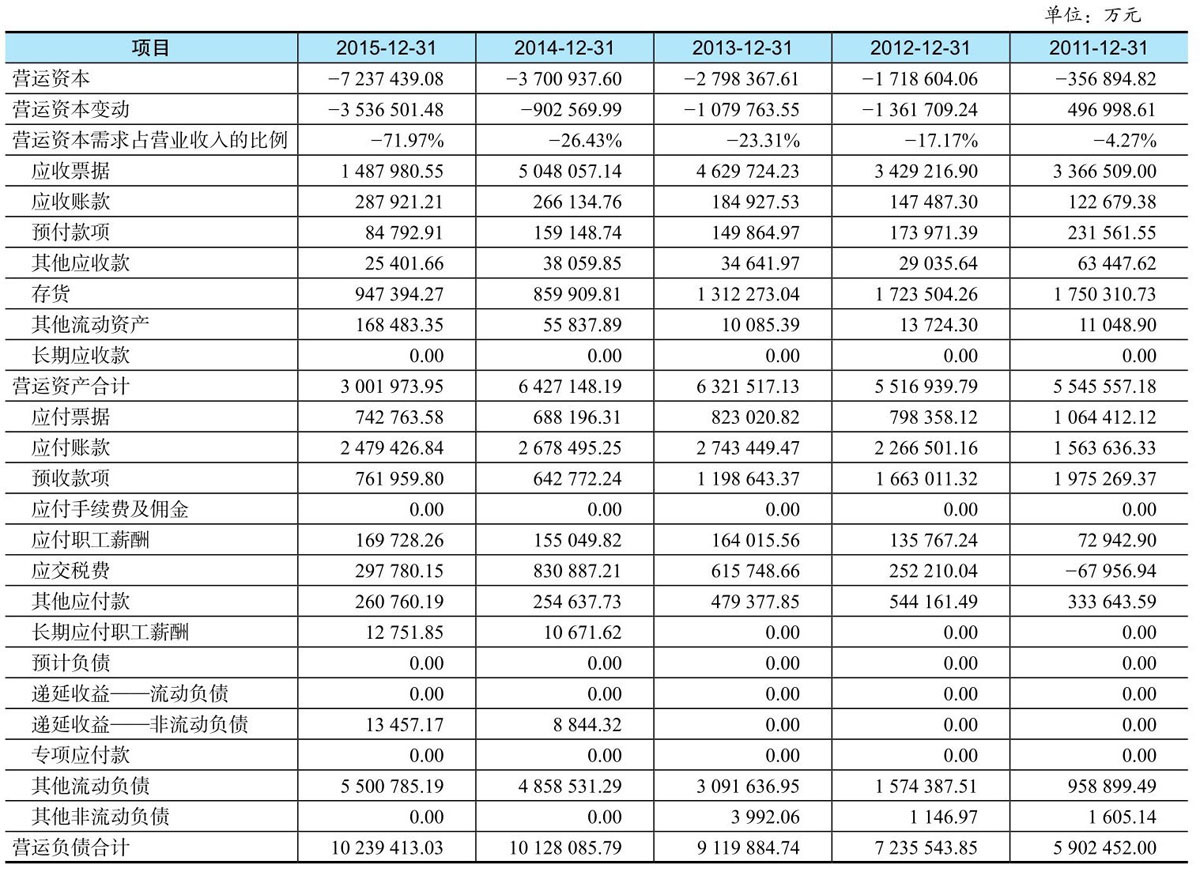 单位：万元
项目 2015-12-31 2014-12-31 2013-12-31 2012-12-31 2011-12-31
营运资本 −7 237 439.08 −3 700 937.60 −2 798 367.61 −1 718 604.06 −356 894.82
营运资本变动 −3 536 501.48 −902 569.99 −1 079 763.55 −1 361 709.24 496 998.61
营运资本需求占营业收入的比例 −71.97% −26.43% −23.31% −17.17% −4.27%
应收票据 1 487 980.55 5 048 057.14 4 629 724.23 3 429 216.90 3 366 509.00
应收账款 287 921.21 266 134.76 184 927.53 147 487.30 122 679.38
预付款项 84 792.91 159 148.74 149 864.97 173 971.39 231 561.55
其他应收款 25 401.66 38 059.85 34 641.97 29 035.64 63 447.62
存货 947 394.27 859 909.81 1 312 273.04 1 723 504.26 1 750 310.73
其他流动资产 168 483.35 55 837.89 10 085.39 13 724.30 11 048.90
长期应收款 0.00 0.00 0.00 0.00 0.00
营运资产合计 3 001 973.95 6 427 148.19 6 321 517.13 5 516 939.79 5 545 557.18
应付票据 742 763.58 688 196.31 823 020.82 798 358.12 1 064 412.12
应付账款 2 479 426.84 2 678 495.25 2 743 449.47 2 266 501.16 1 563 636.33
预收款项 761 959.80 642 772.24 1 198 643.37 1 663 011.32 1 975 269.37
应付手续费及佣金 0.00 0.00 0.00 0.00 0.00
应付职工薪酬 169 728.26 155 049.82 164 015.56 135 767.24 72 942.90
应交税费 297 780.15 830 887.21 615 748.66 252 210.04 −67 956.94
其他应付款 260 760.19 254 637.73 479 377.85 544 161.49 333 643.59
长期应付职工薪酬 12 751.85 10 671.62 0.00 0.00 0.00
预计负债 0.00 0.00 0.00 0.00 0.00
递延收益——流动负债 0.00 0.00 0.00 0.00 0.00
递延收益——非流动负债 13 457.17 8 844.32 0.00 0.00 0.00
专项应付款 0.00 0.00 0.00 0.00 0.00
其他流动负债 5 500 785.19 4 858 531.29 3 091 636.95 1 574 387.51 958 899.49
其他非流动负债 0.00 0.00 3 992.06 1 146.97 1 605.14
营运负债合计 10 239 413.03 10 128 085.79 9 119 884.74 7 235 543.85 5 902 452.00